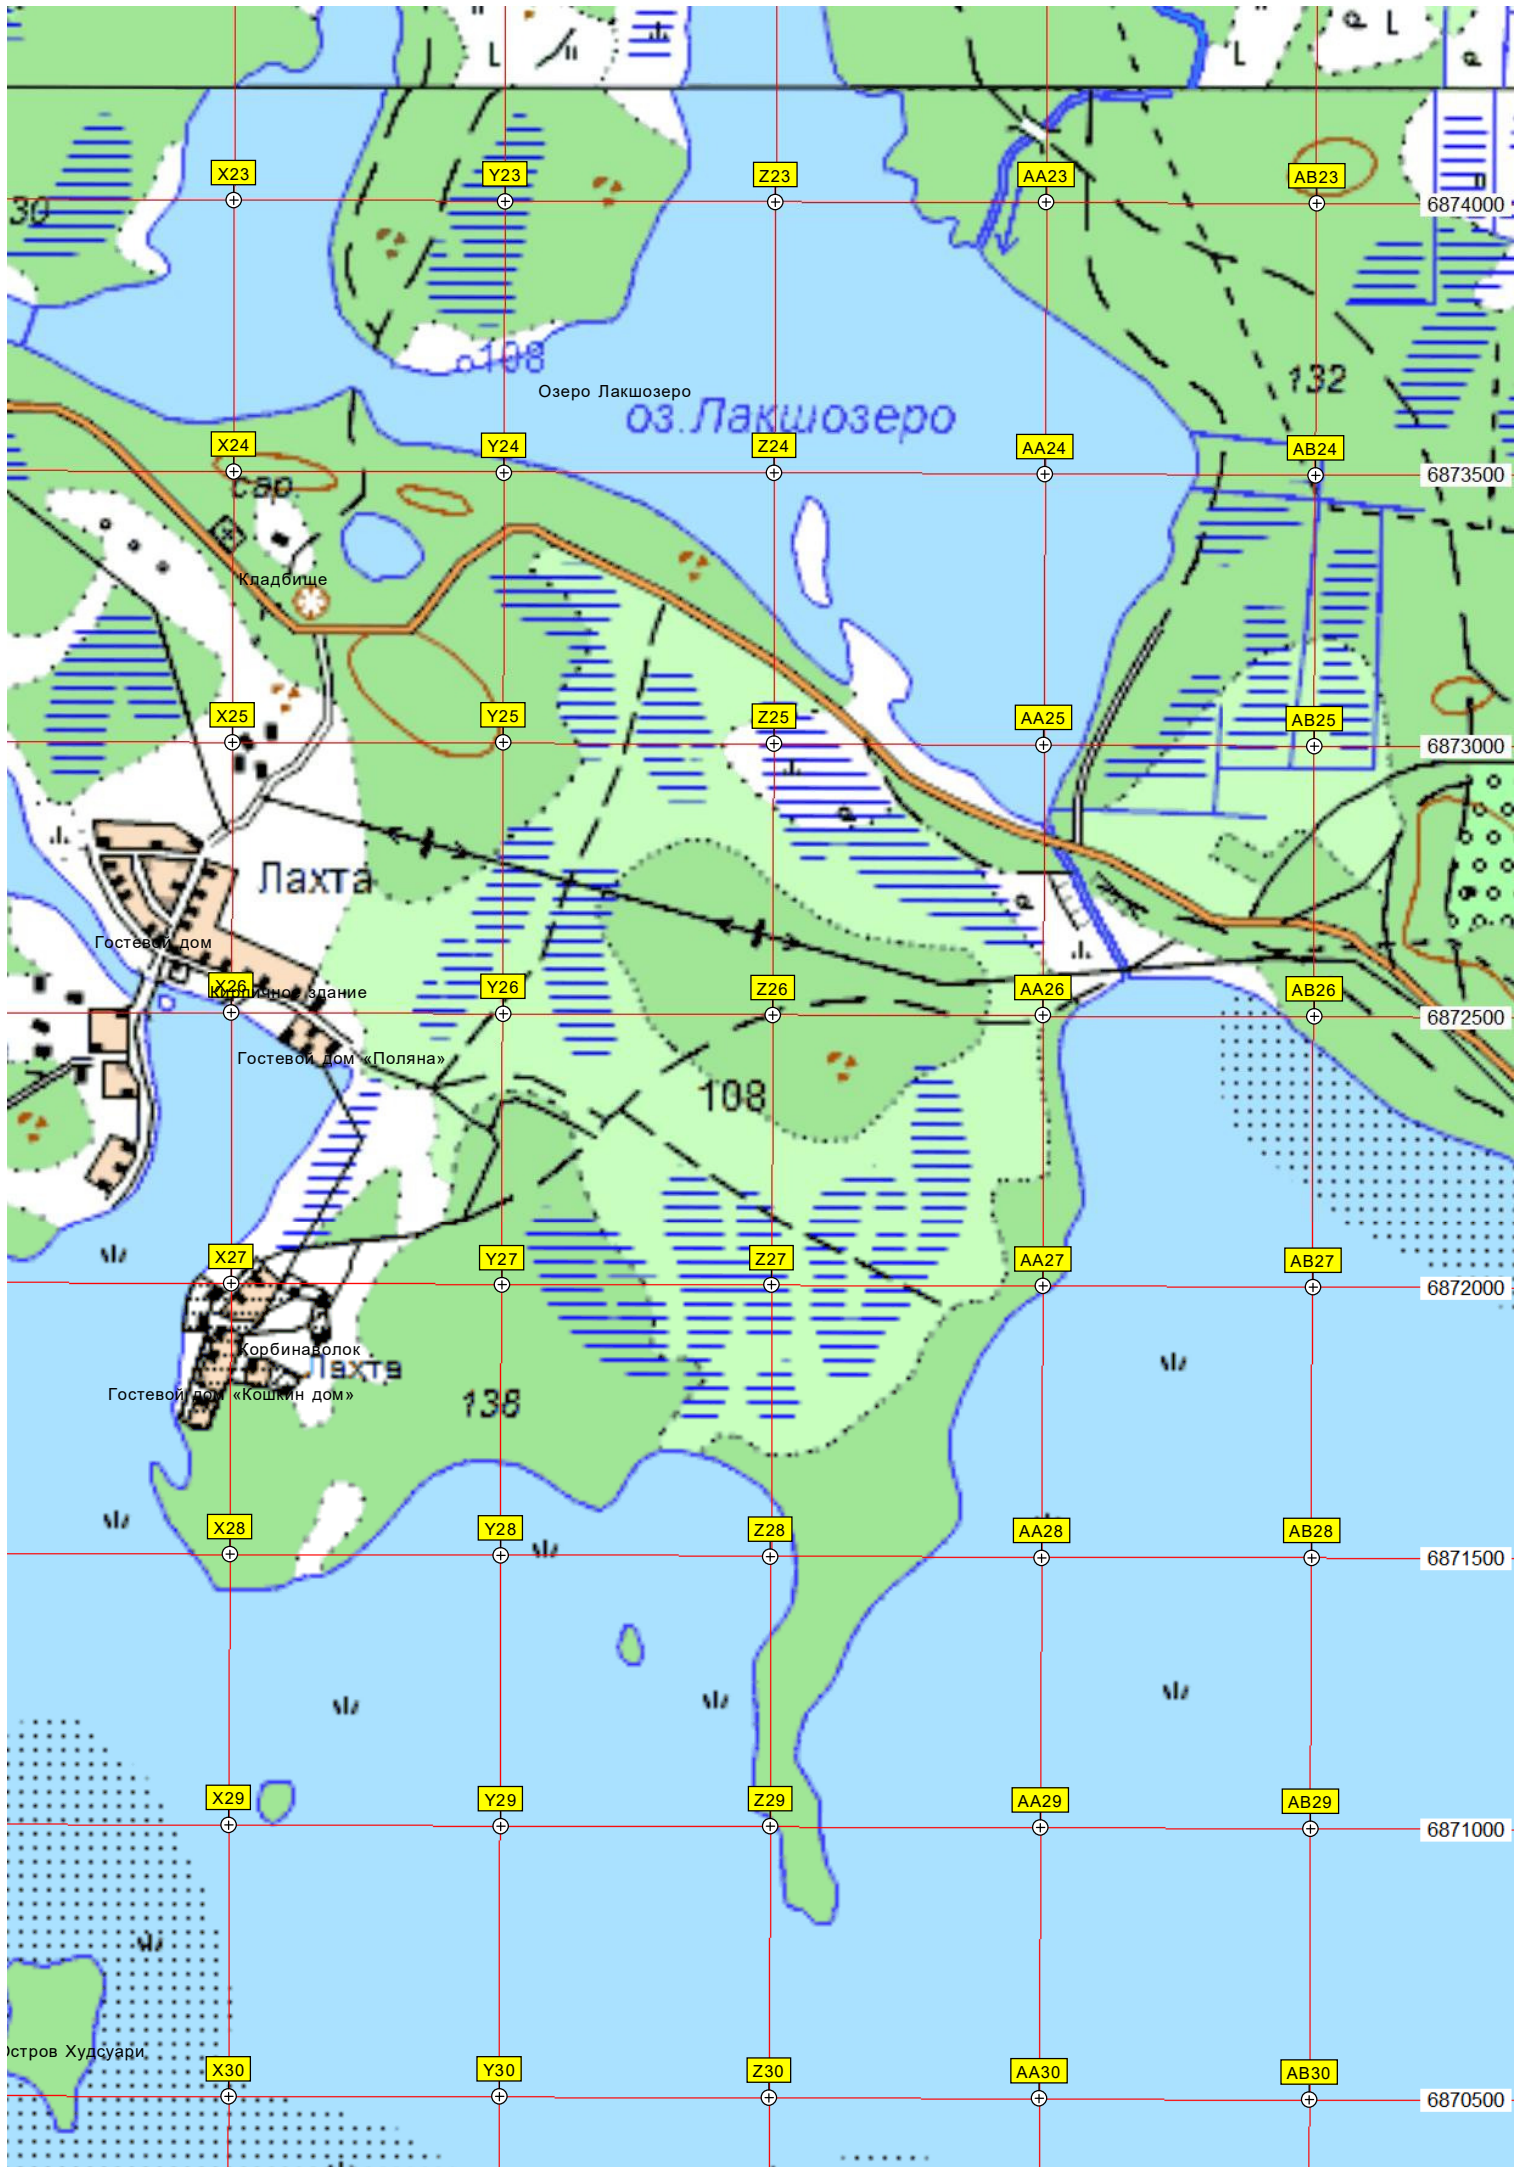 L
L
L
X23
Y23
Z23
AA23
AB23
30
6874000
о108
132
Озеро Лакшозеро
оз.Лакшозеро
X24
Y24
Z24
AA24
AB24
6873500
сар.
Кладбище
X25
Y25
Z25
AA25
AB25
6873000
Лахта
Гостевой дом
X26
Кирпичное здание
Y26
Z26
AA26
AB26
6872500
Гостевой дом «Поляна»
108
X27
Y27
Z27
AA27
AB27
6872000
Корбинаволок
Лахта
Гостевой дом «Кошкин дом»
138
X28
Y28
Z28
AA28
AB28
6871500
X29
Y29
Z29
AA29
AB29
6871000
Остров Худсуари
X30
Y30
Z30
AA30
AB30
6870500